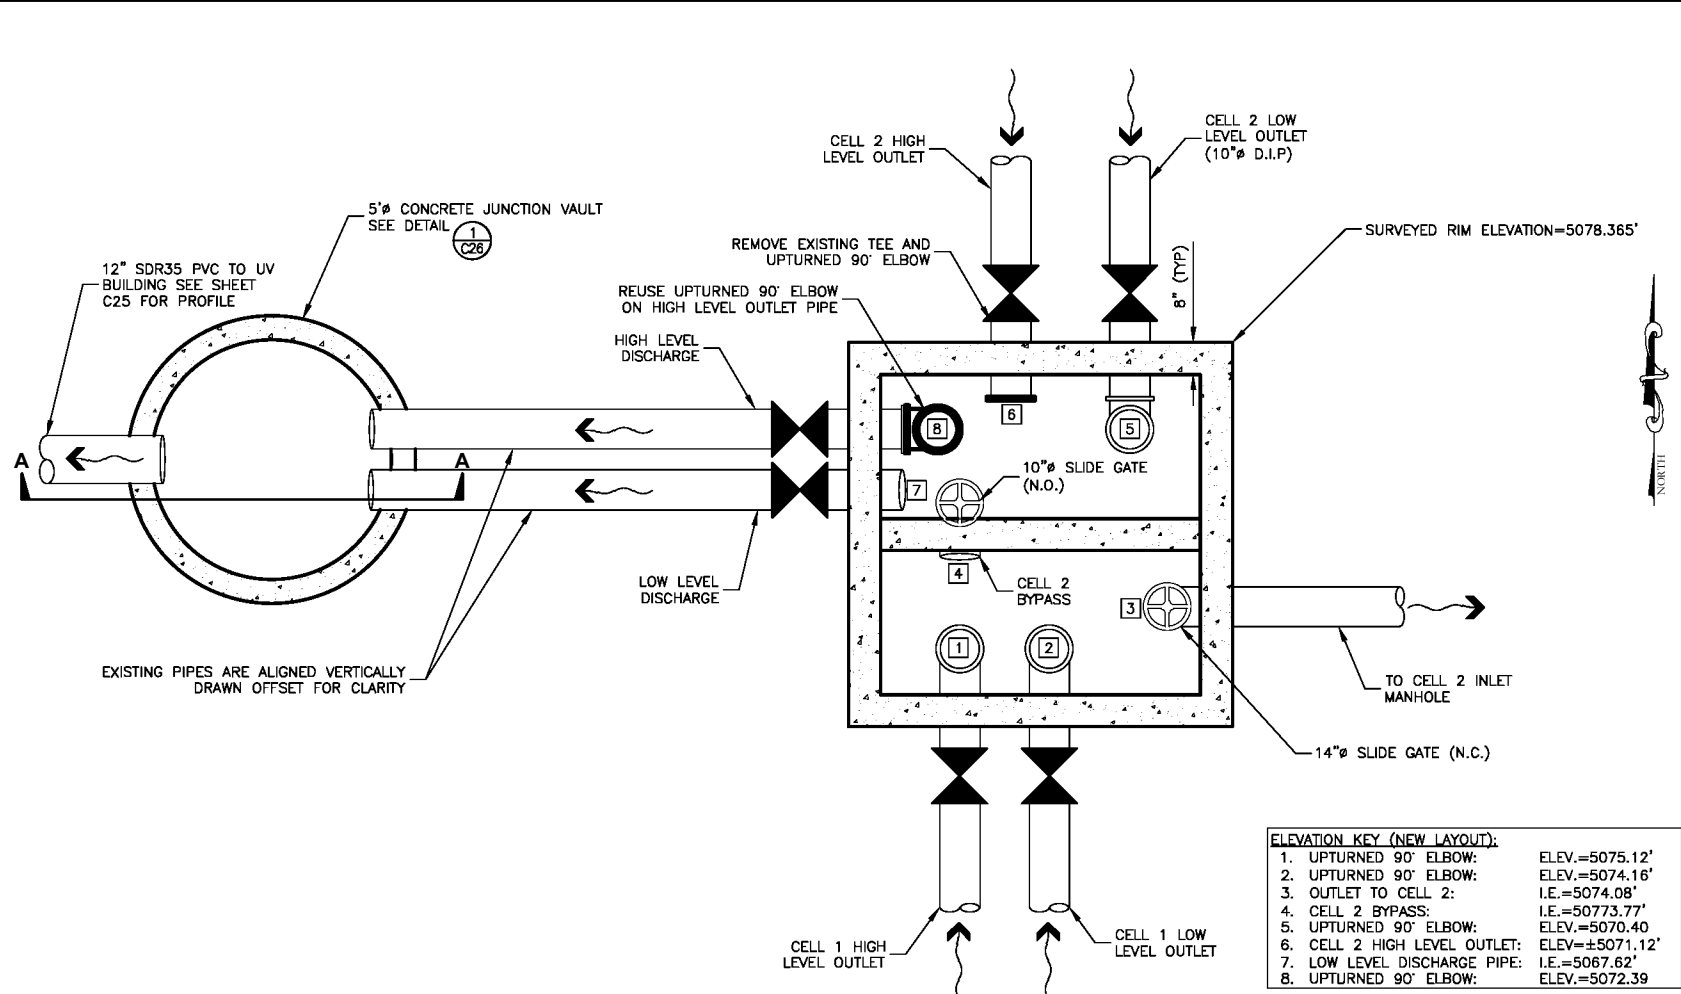 CELL 2 HIGH
LEVEL OUTLET
CELL 2 LOW
LEVEL OUTLET
(10"ø D.I.P)
5'ø CONCRETE JUNCTION VAULT
SEE DETAIL
1
C26
SURVEYED RIM ELEVATION=5078.365'
REMOVE EXISTING TEE AND
UPTURNED 90° ELBOW
8" (TYP)
12" SDR35 PVC TO UV
BUILDING SEE SHEET
C25 FOR PROFILE
REUSE UPTURNED 90° ELBOW
ON HIGH LEVEL OUTLET PIPE
HIGH LEVEL
DISCHARGE
6
8
5
A
A
10"ø SLIDE GATE
(N.O.)
7
NORTH
4
CELL 2
BYPASS
3
LOW LEVEL
DISCHARGE
1
2
EXISTING PIPES ARE ALIGNED VERTICALLY
DRAWN OFFSET FOR CLARITY
TO CELL 2 INLET
MANHOLE
14"ø SLIDE GATE (N.C.)
CELL 1 HIGH
LEVEL OUTLET
CELL 1 LOW
LEVEL OUTLET
ELEVATION KEY (NEW LAYOUT):
1. UPTURNED 90° ELBOW: ELEV.=5075.12'
2. UPTURNED 90° ELBOW: ELEV.=5074.16'
3. OUTLET TO CELL 2: I.E.=5074.08'
4. CELL 2 BYPASS: I.E.=50773.77'
5. UPTURNED 90° ELBOW: ELEV.=5070.40
6. CELL 2 HIGH LEVEL OUTLET: ELEV=±5071.12'
7. LOW LEVEL DISCHARGE PIPE: I.E.=5067.62'
8. UPTURNED 90° ELBOW: ELEV.=5072.39